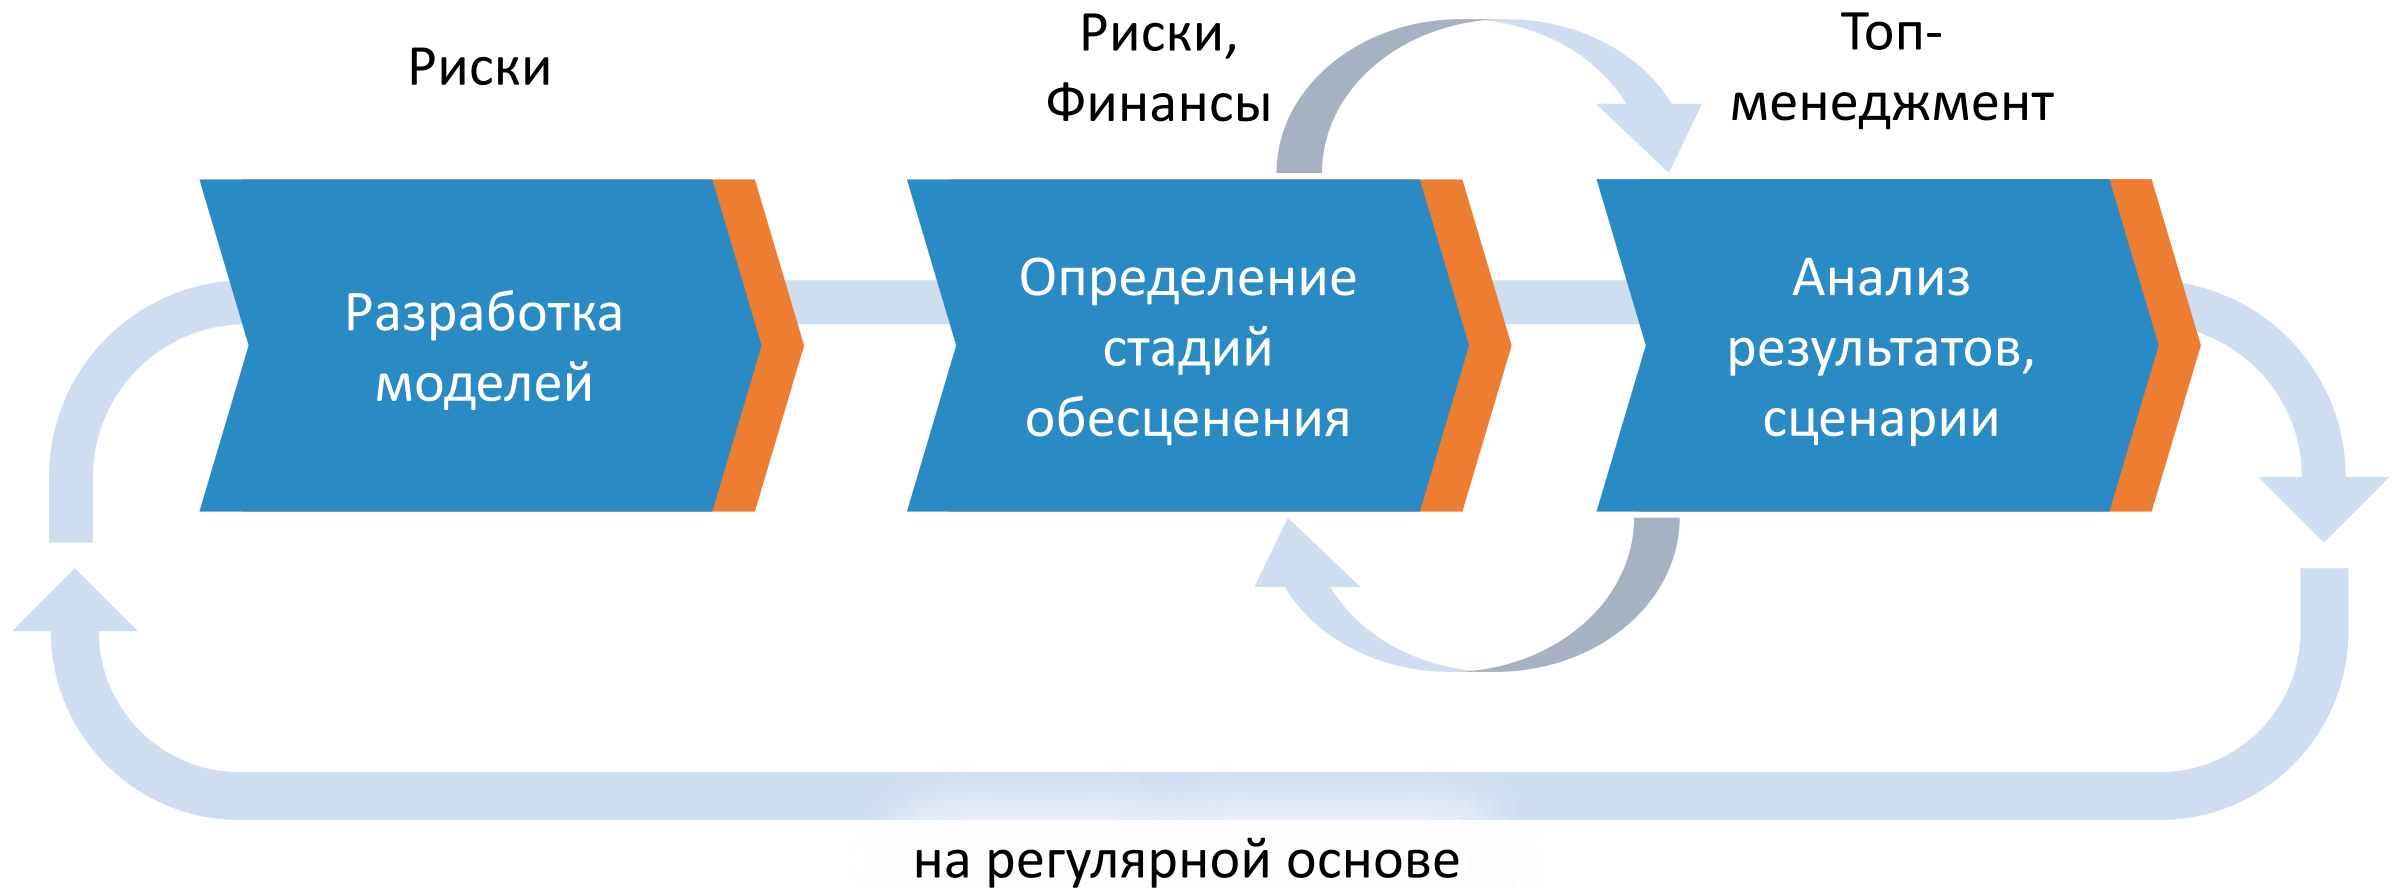 Риски
Риски,
Финансы
Топ-
менеджмент
Разработка
моделей
Определение
стадий
обесценения
Анализ
результатов,
сценарии
на регулярной основе